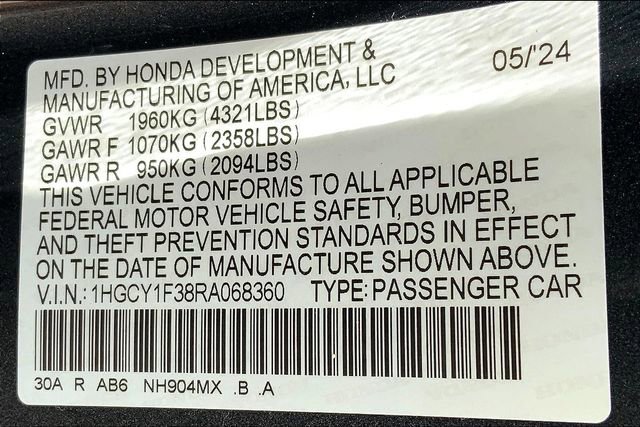 MFD. BY HONDA DEVELOPMENT & 05/'24
MANUFACTURING OF AMERICA, LLC
GVWR 1960KG (4321LBS)
GAWR F 1070KG (2358LBS)
GAWR R 950KG (2094LBS)
THIS VEHICLE CONFORMS TO ALL APPLICABLE
FEDERAL MOTOR VEHICLE SAFETY, BUMPER,
AND THEFT PREVENTION STANDARDS IN EFFECT
ON THE DATE OF MANUFACTURE SHOWN ABOVE.
V.I.N.: 1HGCY1F38RA068360 TYPE: PASSENGER CAR
30A R AB6 NH904MX .B .A